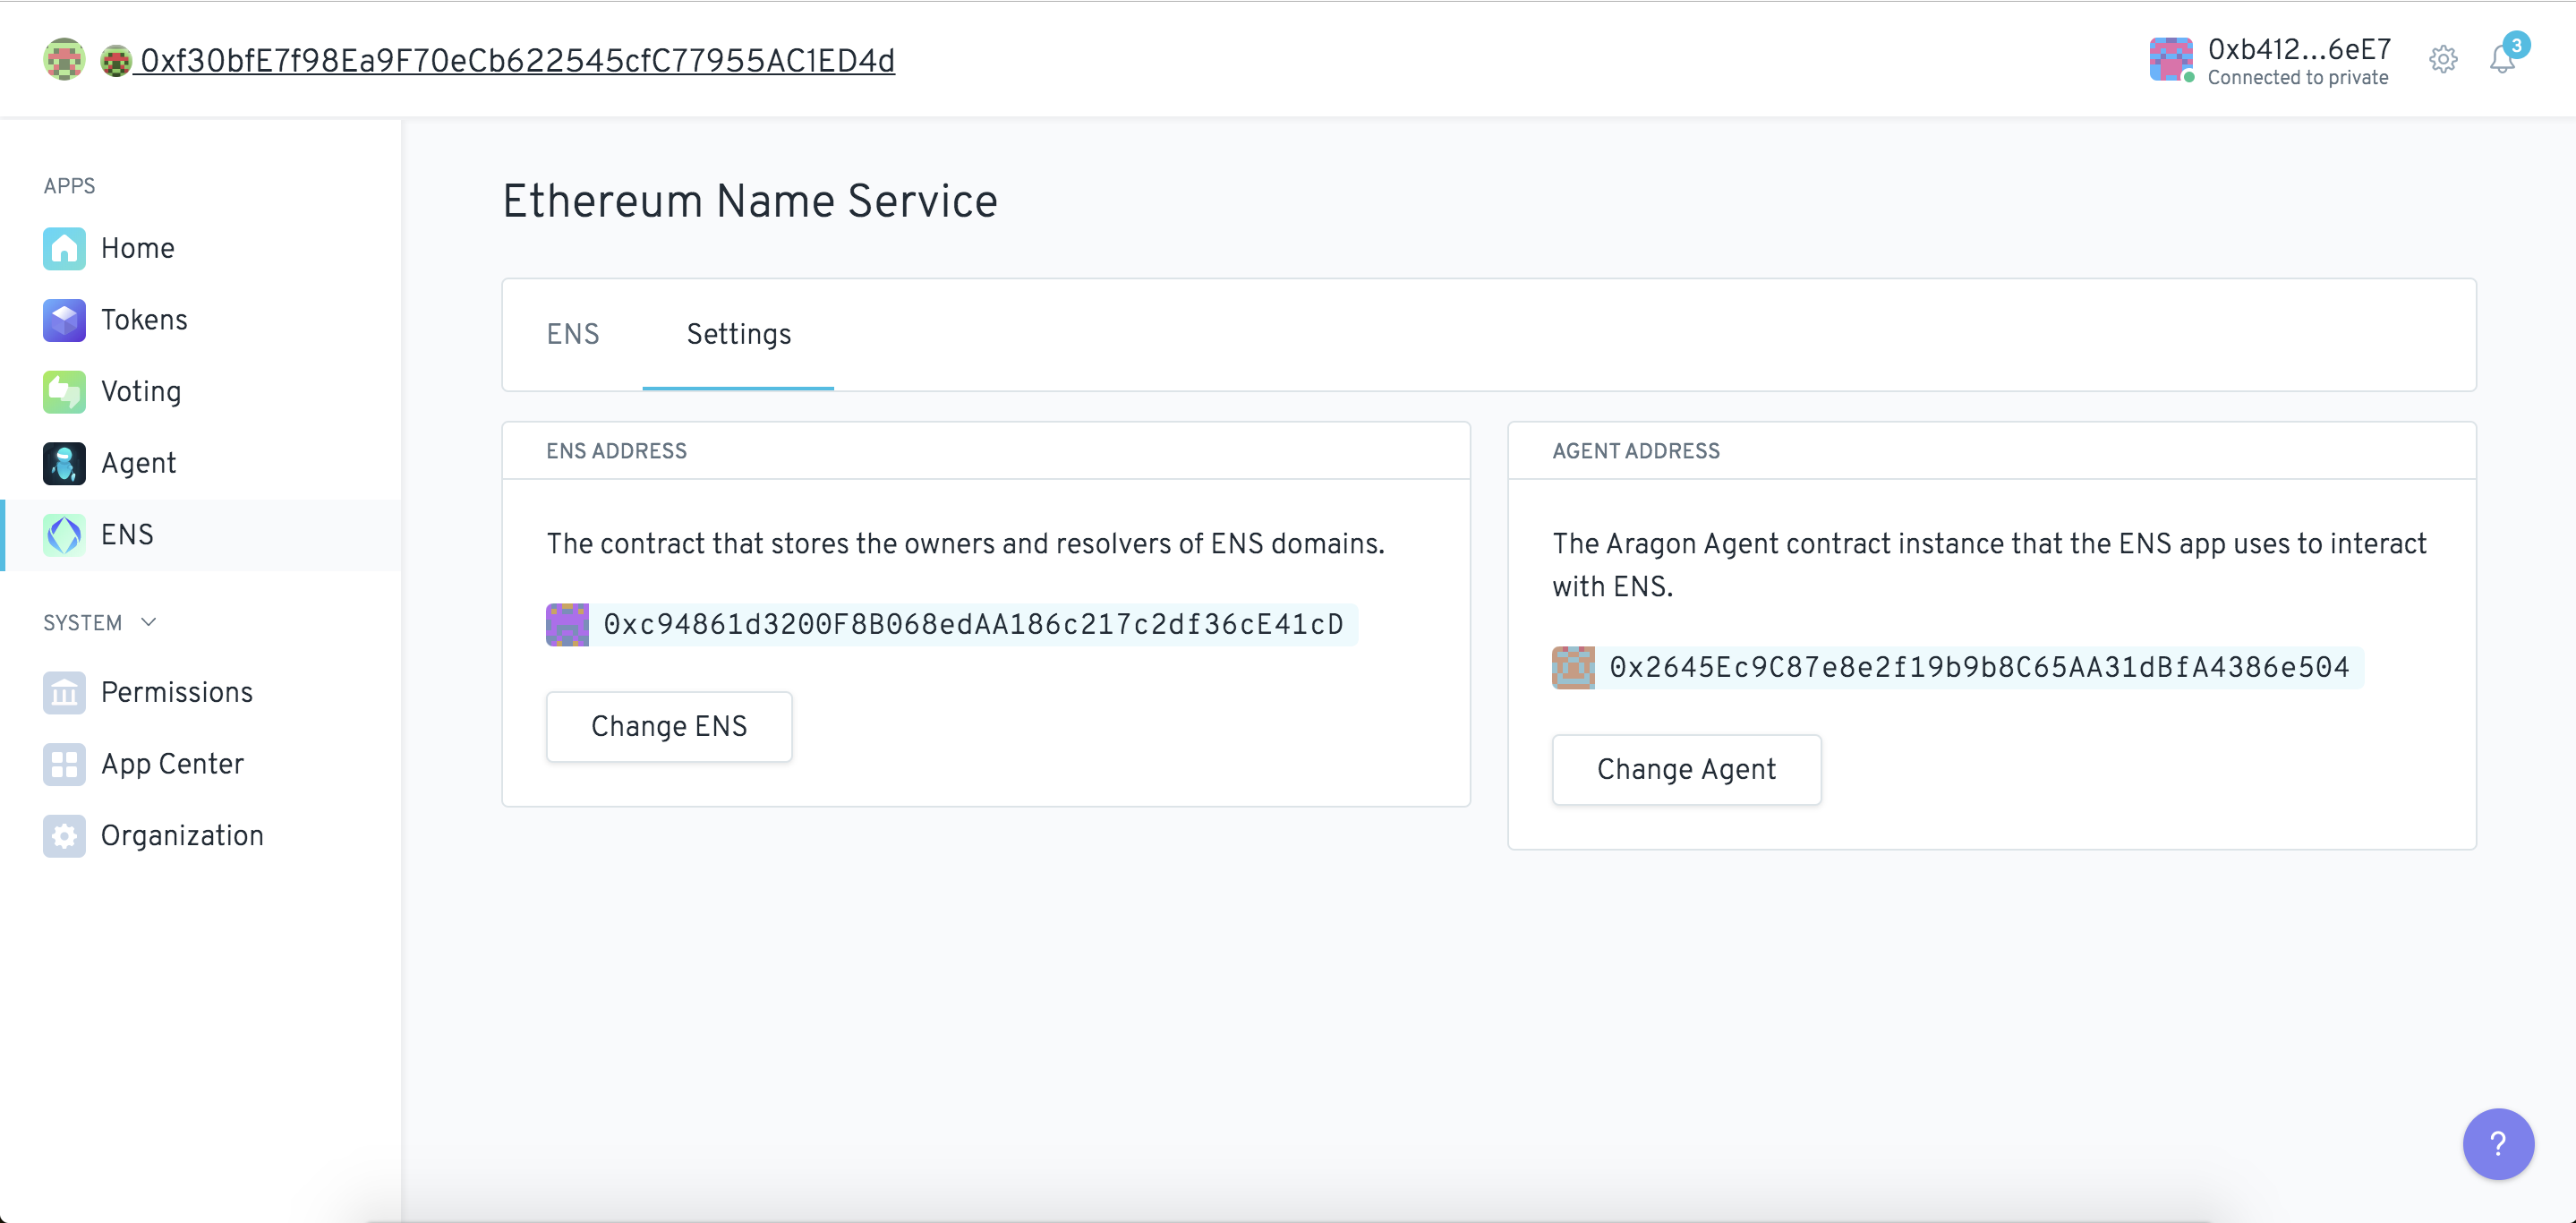 0xf30bfE7f98Ea9F70eCb622545cfC77955AC1ED4d
0xb412...6eE7
Connected to private
3
APPS
Home
Tokens
Voting
Agent
ENS
SYSTEM
Permissions
App Center
Organization
Ethereum Name Service
ENS Settings
ENS ADDRESS
The contract that stores the owners and resolvers of ENS domains.
0xc94861d3200F8B068edAA186c217c2df36cE41cD
Change ENS
AGENT ADDRESS
The Aragon Agent contract instance that the ENS app uses to interact
with ENS.
0x2645Ec9C87e8e2f19b9b8C65AA31dBfA4386e504
Change Agent
?